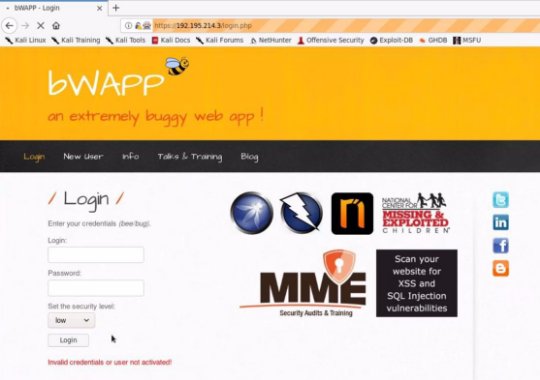 bWAPP - Login
https://192.195.214.3/login.php
Kali Linux Kali Training Kali Tools Kali Docs Kali Forums NetHunter Offensive Security Exploit-DB GHDB MSFU
bWAPP
an extremely buggy web app !
Login New User Info Talks & Training Blog
/ Login /
Enter your credentials (bee/bug).
Login:
Password:
Set the security level:
low
Login
Invalid credentials or user not activated!
NATIONAL CENTER FOR
MISSING &
EXPLOITED
CHILDREN
MME
Security Audits & Training
Scan your
website for
XSS and
SQL Injection
vulnerabilities